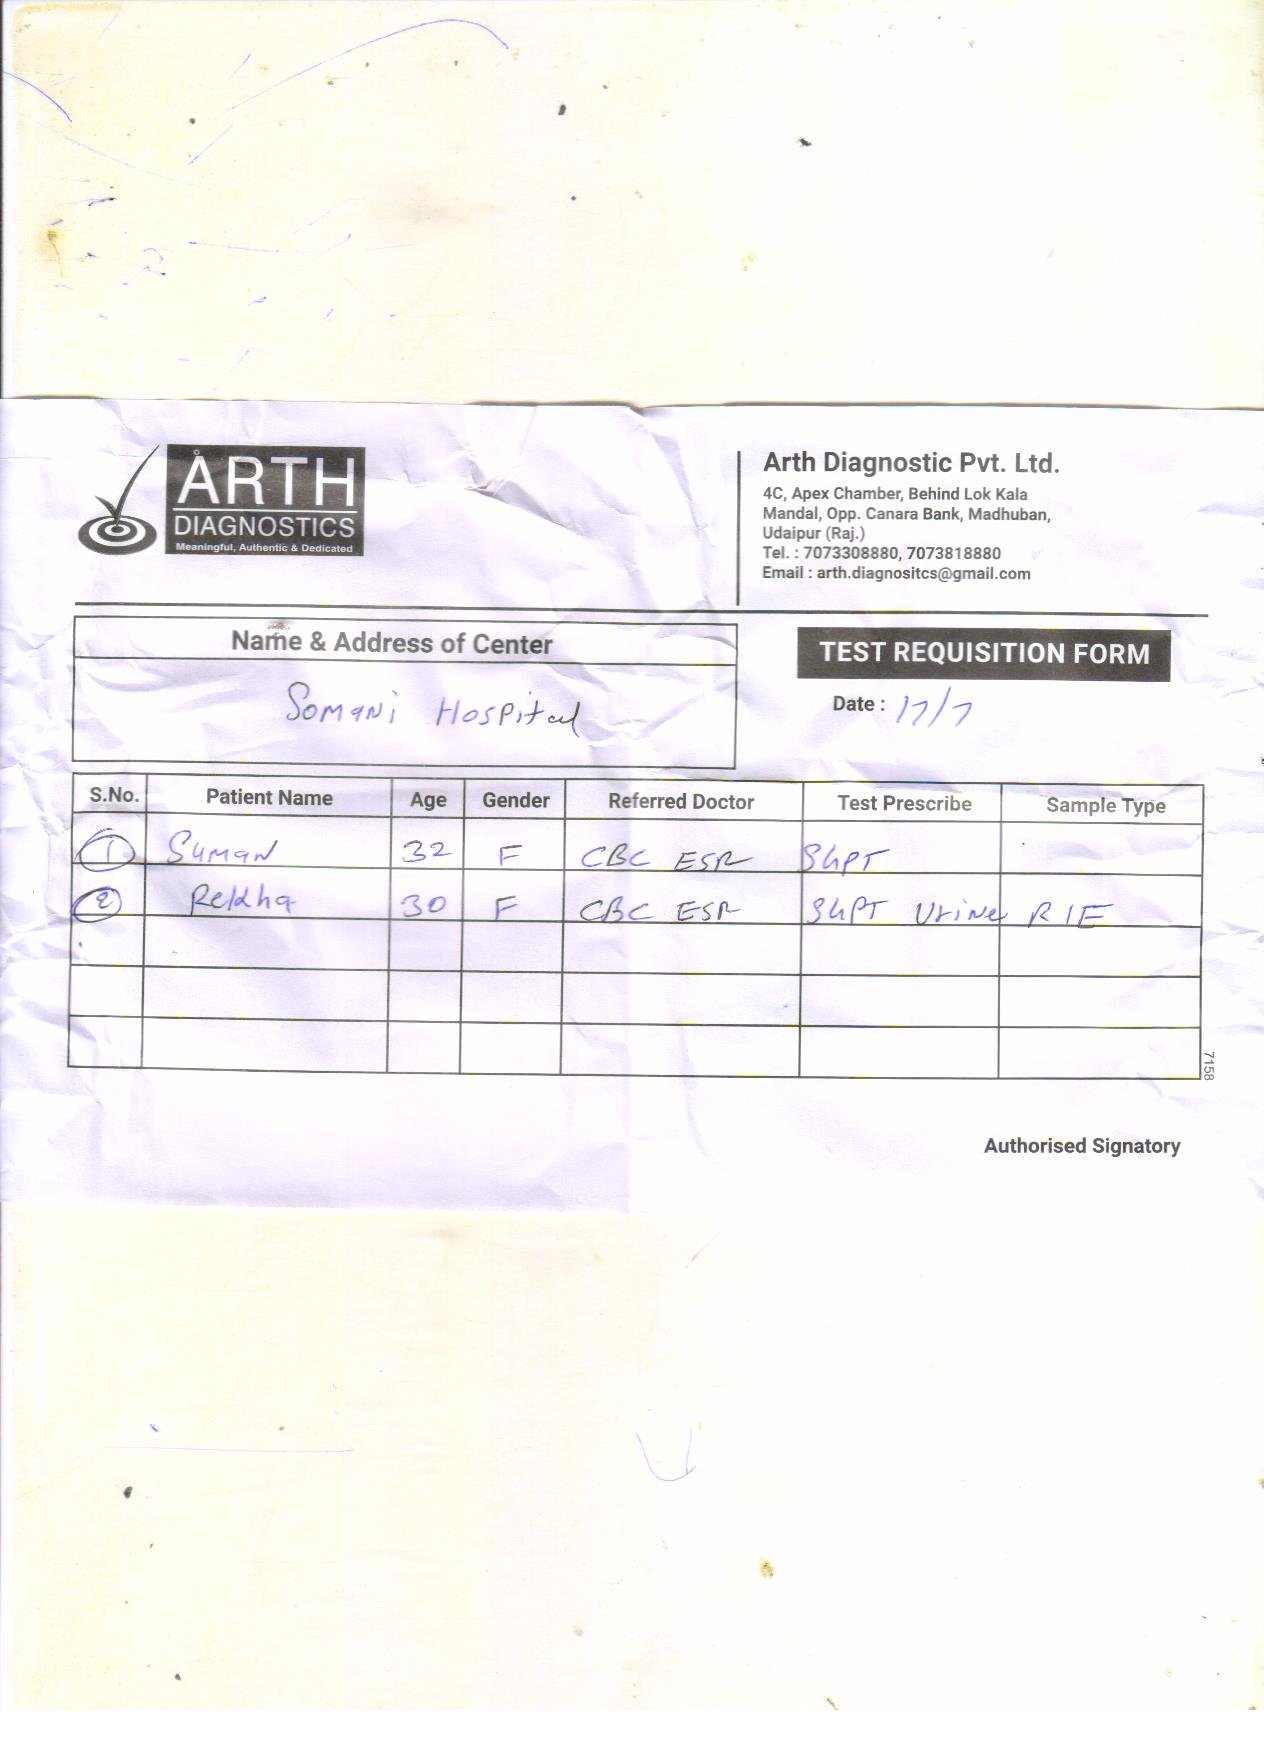 ÅRTH
DIAGNOSTICS
Meaningful, Authentic & Dedicated
Arth Diagnostic Pvt. Ltd.
4C, Apex Chamber, Behind Lok Kala
Mandal, Opp. Canara Bank, Madhuban,
Udaipur (Raj.)
Tel. : 7073308880, 7073818880
Email : arth.diagnositcs@gmail.com
Name & Address of Center
Somani Hospital
TEST REQUISITION FORM
Date : 17/7
S.No. Patient Name Age Gender Referred Doctor Test Prescribe Sample Type
1 Suman 32 F CBC ESR SGPT
2 Rekha 30 F CBC ESR SGPT Urine R/E
7158
Authorised Signatory